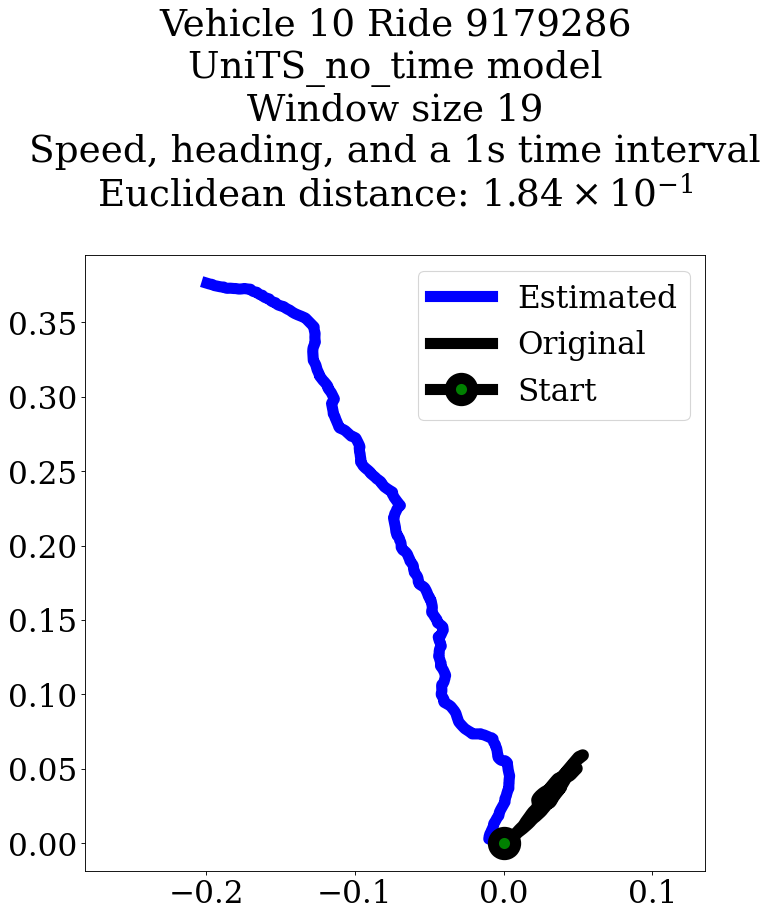 Vehicle 10 Ride 9179286
UniTS_no_time model
Window size 19
Speed, heading, and a 1s time interval
Euclidean distance: 1.84 × 10⁻¹
Estimated
Original
Start
0.35
0.30
0.25
0.20
0.15
0.10
0.05
0.00
−0.2 −0.1 0.0 0.1